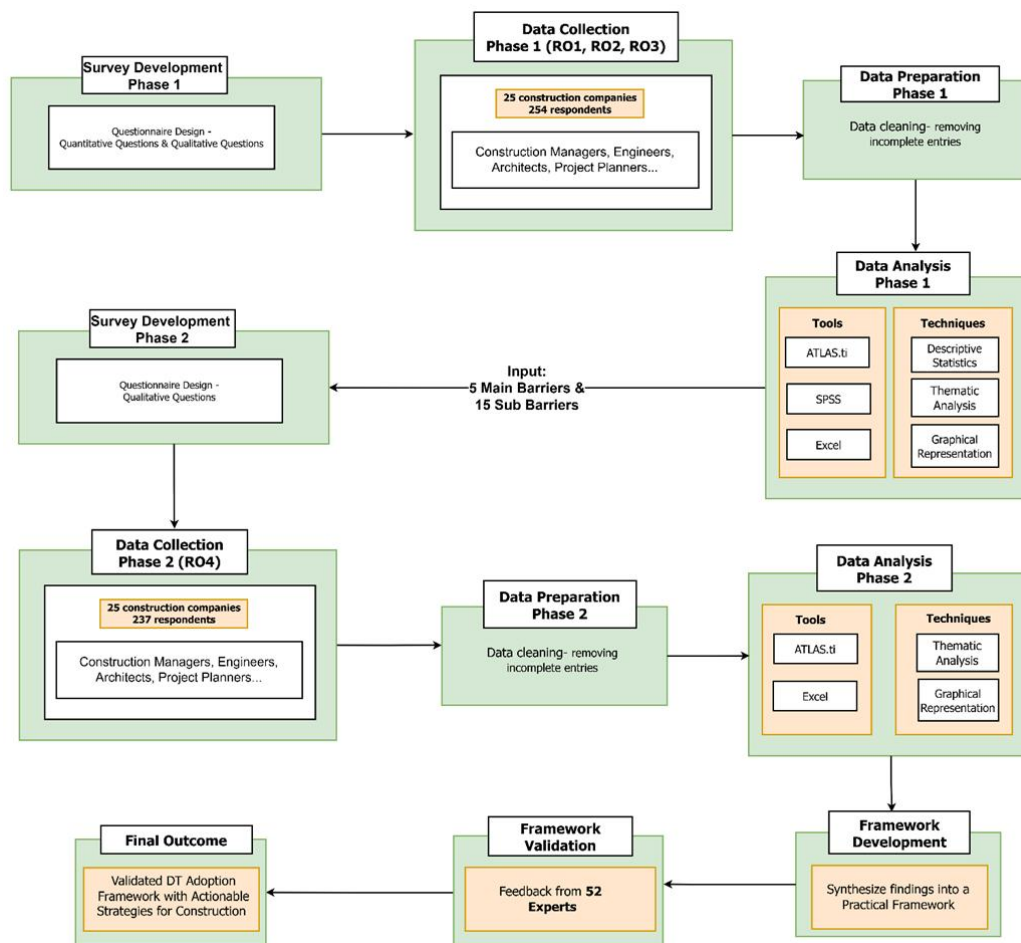 Survey Development
Phase 1
Questionnaire Design -
Quantitative Questions & Qualitative Questions
Data Collection
Phase 1 (RO1, RO2, RO3)
25 construction companies
254 respondents
Construction Managers, Engineers,
Architects, Project Planners...
Data Preparation
Phase 1
Data cleaning- removing
incomplete entries
Data Analysis
Phase 1
Tools
ATLAS.ti
SPSS
Excel
Techniques
Descriptive
Statistics
Thematic
Analysis
Graphical
Representation
Input:
5 Main Barriers &
15 Sub Barriers
Survey Development
Phase 2
Questionnaire Design -
Qualitative Questions
Data Collection
Phase 2 (RO4)
25 construction companies
237 respondents
Construction Managers, Engineers,
Architects, Project Planners...
Data Preparation
Phase 2
Data cleaning- removing
incomplete entries
Data Analysis
Phase 2
Tools
ATLAS.ti
Excel
Techniques
Thematic
Analysis
Graphical
Representation
Framework
Development
Synthesize findings into a
Practical Framework
Framework
Validation
Feedback from 52
Experts
Final Outcome
Validated DT Adoption
Framework with Actionable
Strategies for Construction